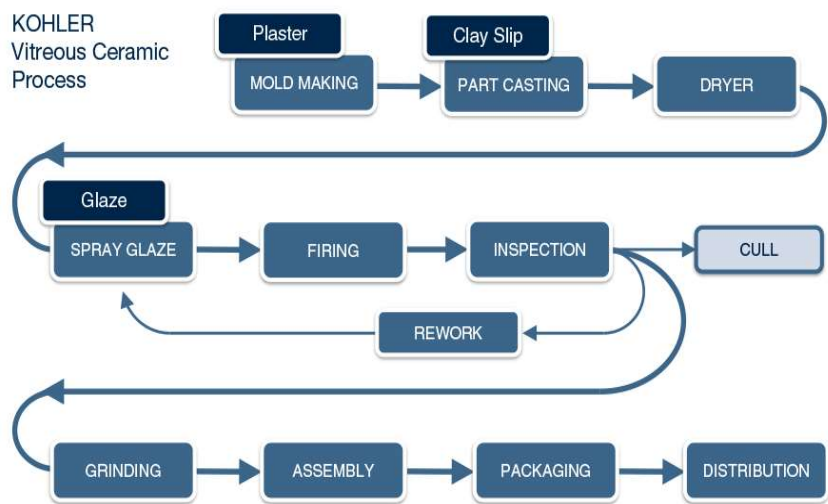 KOHLER
Vitreous Ceramic
Process
Plaster
MOLD MAKING
Clay Slip
PART CASTING
DRYER
Glaze
SPRAY GLAZE
FIRING
INSPECTION
CULL
REWORK
GRINDING
ASSEMBLY
PACKAGING
DISTRIBUTION